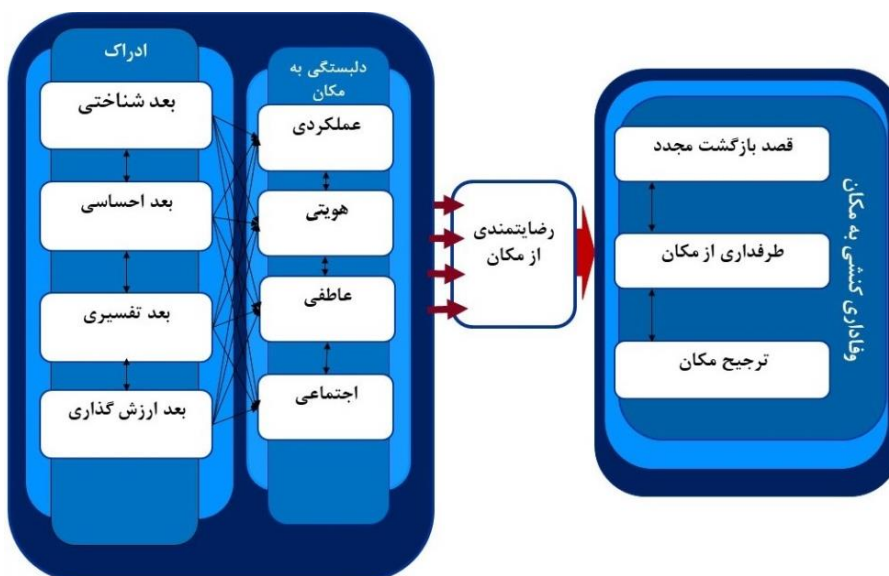 ادراک
بعد شناختی
بعد احساسی
بعد تفسیری
بعد ارزش گذاری
دلبستگی به
مکان
عملکردی
هویتی
عاطفی
اجتماعی
رضایتمندی
از مکان
قصد بازگشت مجدد
طرفداری از مکان
ترجیح مکان
وفاداری کنشی به مکان